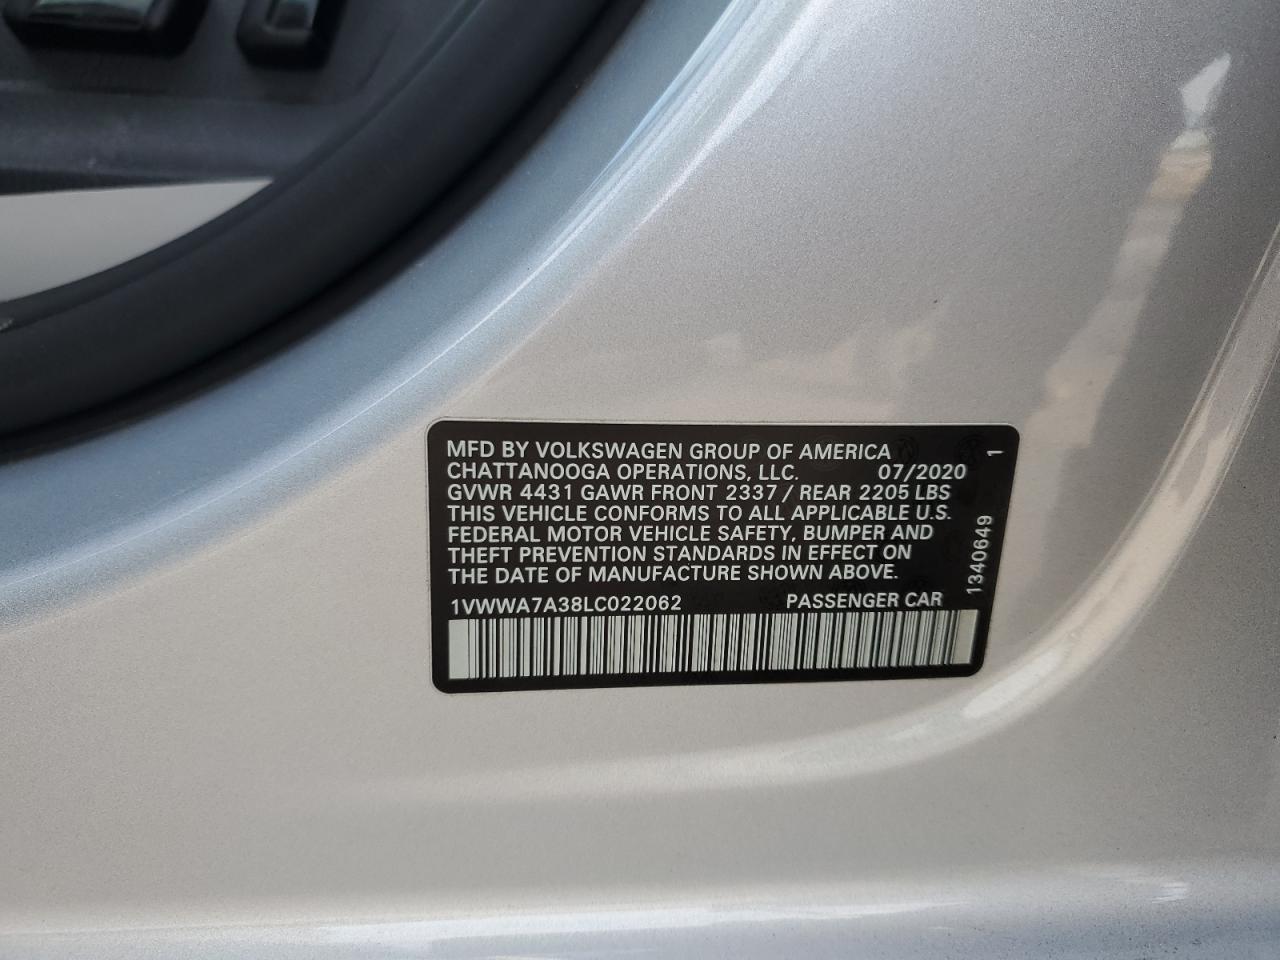 MFD BY VOLKSWAGEN GROUP OF AMERICA
CHATTANOOGA OPERATIONS, LLC. 07/2020
GVWR 4431 GAWR FRONT 2337 / REAR 2205 LBS
THIS VEHICLE CONFORMS TO ALL APPLICABLE U.S.
FEDERAL MOTOR VEHICLE SAFETY, BUMPER AND
THEFT PREVENTION STANDARDS IN EFFECT ON
THE DATE OF MANUFACTURE SHOWN ABOVE.
1VWWA7A38LC022062 PASSENGER CAR
1340649 1